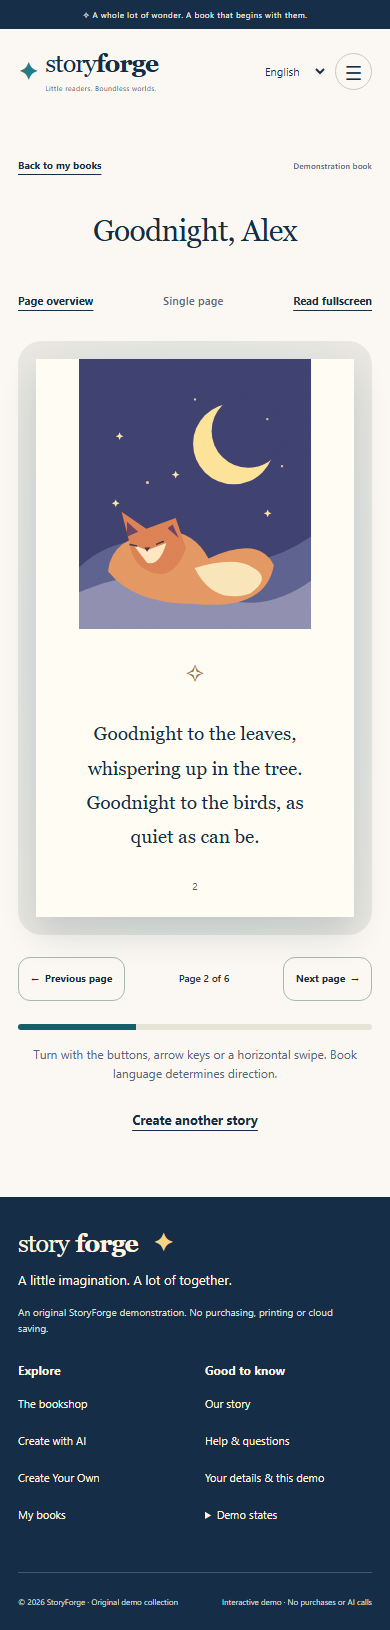 ✧ A whole lot of wonder. A book that begins with them.
storyforge
Little readers. Boundless worlds.
English
Back to my books
Demonstration book
Goodnight, Alex
Page overview
Single page
Read fullscreen
Goodnight to the leaves,
whispering up in the tree.
Goodnight to the birds, as
quiet as can be.
2
← Previous page
Page 2 of 6
Next page →
Turn with the buttons, arrow keys or a horizontal swipe. Book
language determines direction.
Create another story
story forge
A little imagination. A lot of together.
An original StoryForge demonstration. No purchasing, printing or cloud
saving.
Explore
The bookshop
Create with AI
Create Your Own
My books
Good to know
Our story
Help & questions
Your details & this demo
▶ Demo states
© 2026 StoryForge · Original demo collection
Interactive demo · No purchases or AI calls